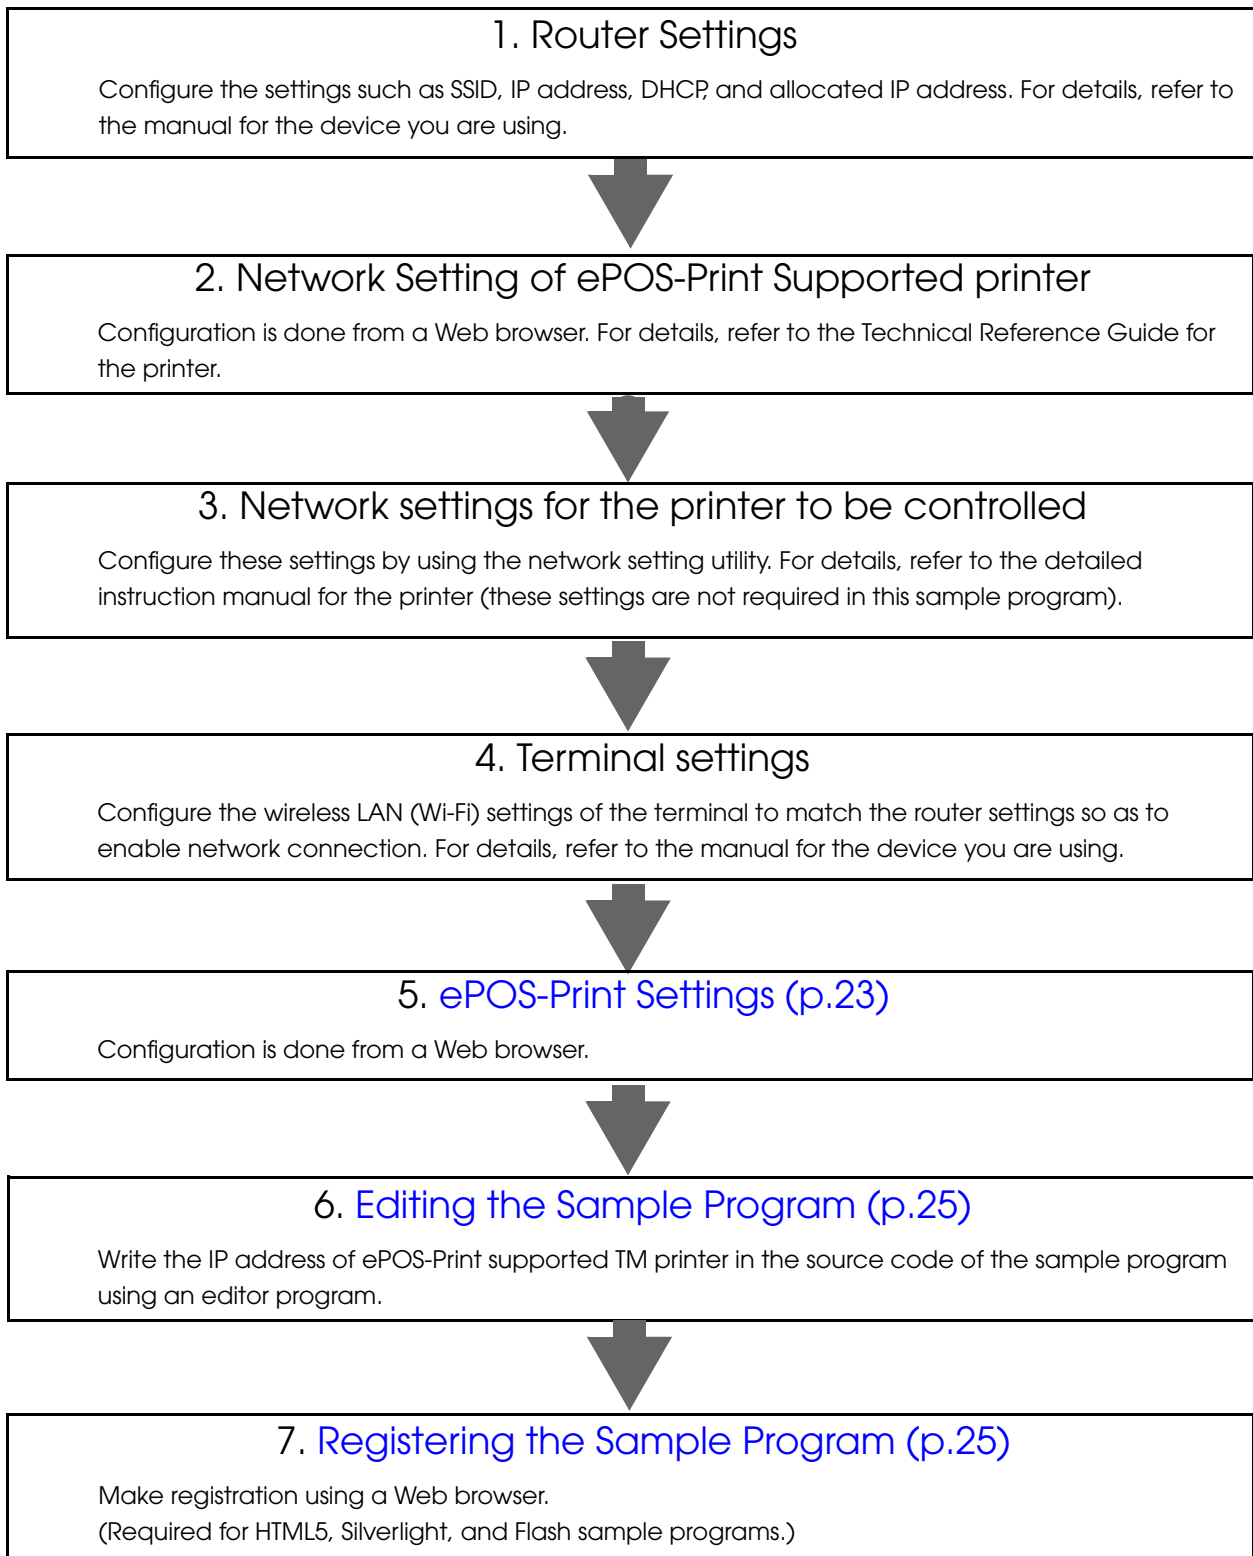 1. Router Settings
Configure the settings such as SSID, IP address, DHCP, and allocated IP address. For details, refer to
the manual for the device you are using.
2. Network Setting of ePOS-Print Supported printer
Configuration is done from a Web browser. For details, refer to the Technical Reference Guide for
the printer.
3. Network settings for the printer to be controlled
Configure these settings by using the network setting utility. For details, refer to the detailed
instruction manual for the printer (these settings are not required in this sample program).
4. Terminal settings
Configure the wireless LAN (Wi-Fi) settings of the terminal to match the router settings so as to
enable network connection. For details, refer to the manual for the device you are using.
5. ePOS-Print Settings (p.23)
Configuration is done from a Web browser.
6. Editing the Sample Program (p.25)
Write the IP address of ePOS-Print supported TM printer in the source code of the sample program
using an editor program.
7. Registering the Sample Program (p.25)
Make registration using a Web browser.
(Required for HTML5, Silverlight, and Flash sample programs.)